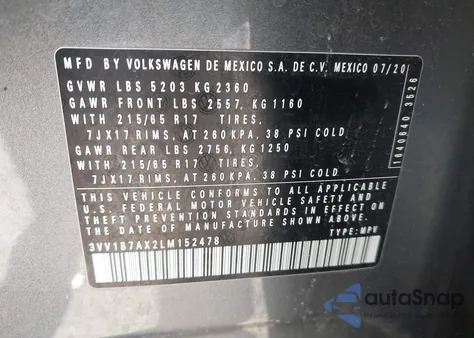 MFD BY VOLKSWAGEN DE MEXICO S.A. DE C.V. MEXICO 07/20
GVWR LBS 5203 KG 2360
GAWR FRONT LBS 2557, KG 1160
WITH 215/65 R17 TIRES,
7JX17 RIMS, AT 260 KPA, 38 PSI COLD
GAWR REAR LBS 2756, KG 1250
WITH 215/65 R17 TIRES,
7JX17 RIMS, AT 260 KPA, 38 PSI COLD
THIS VEHICLE CONFORMS TO ALL APPLICABLE
U.S. FEDERAL MOTOR VEHICLE SAFETY AND
THEFT PREVENTION STANDARDS IN EFFECT ON
THE DATE OF MANUFACTURE SHOWN ABOVE.
3VV1B7AX2LM152478 TYPE: MPV
1640640 3526
autoSnap